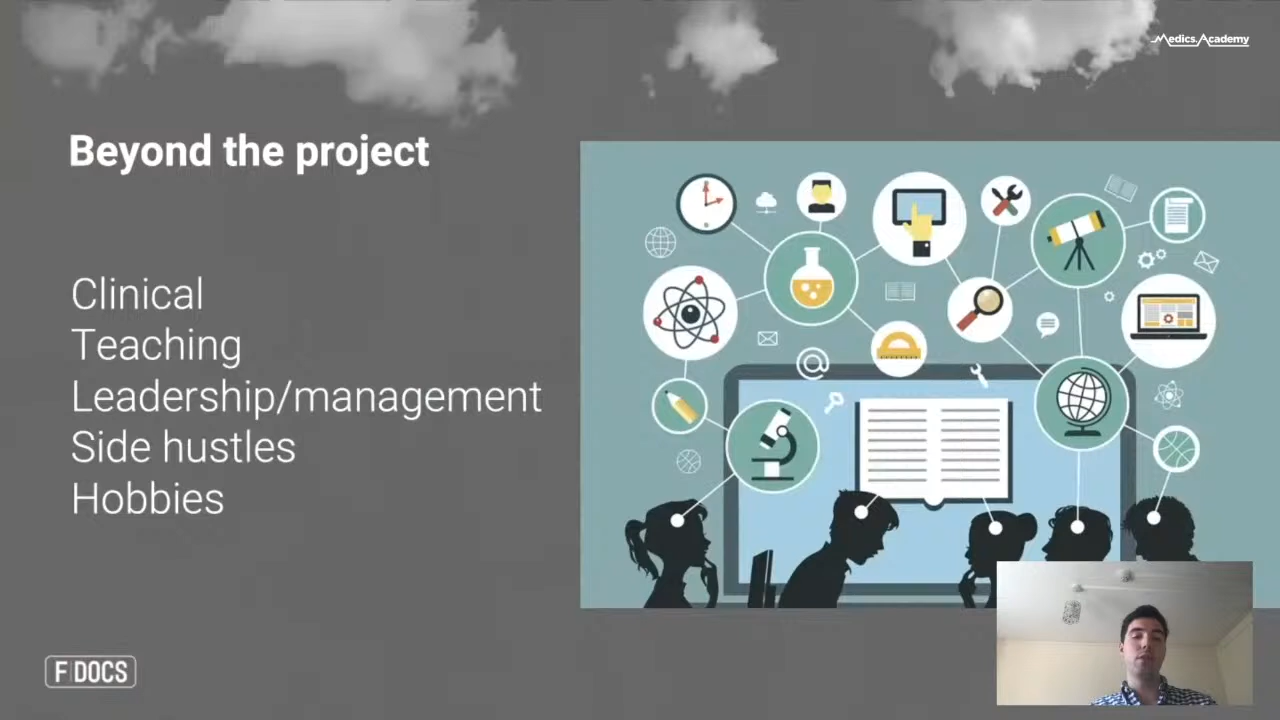 Medics.Academy
Beyond the project
Clinical
Teaching
Leadership/management
Side hustles
Hobbies
F|DOCS